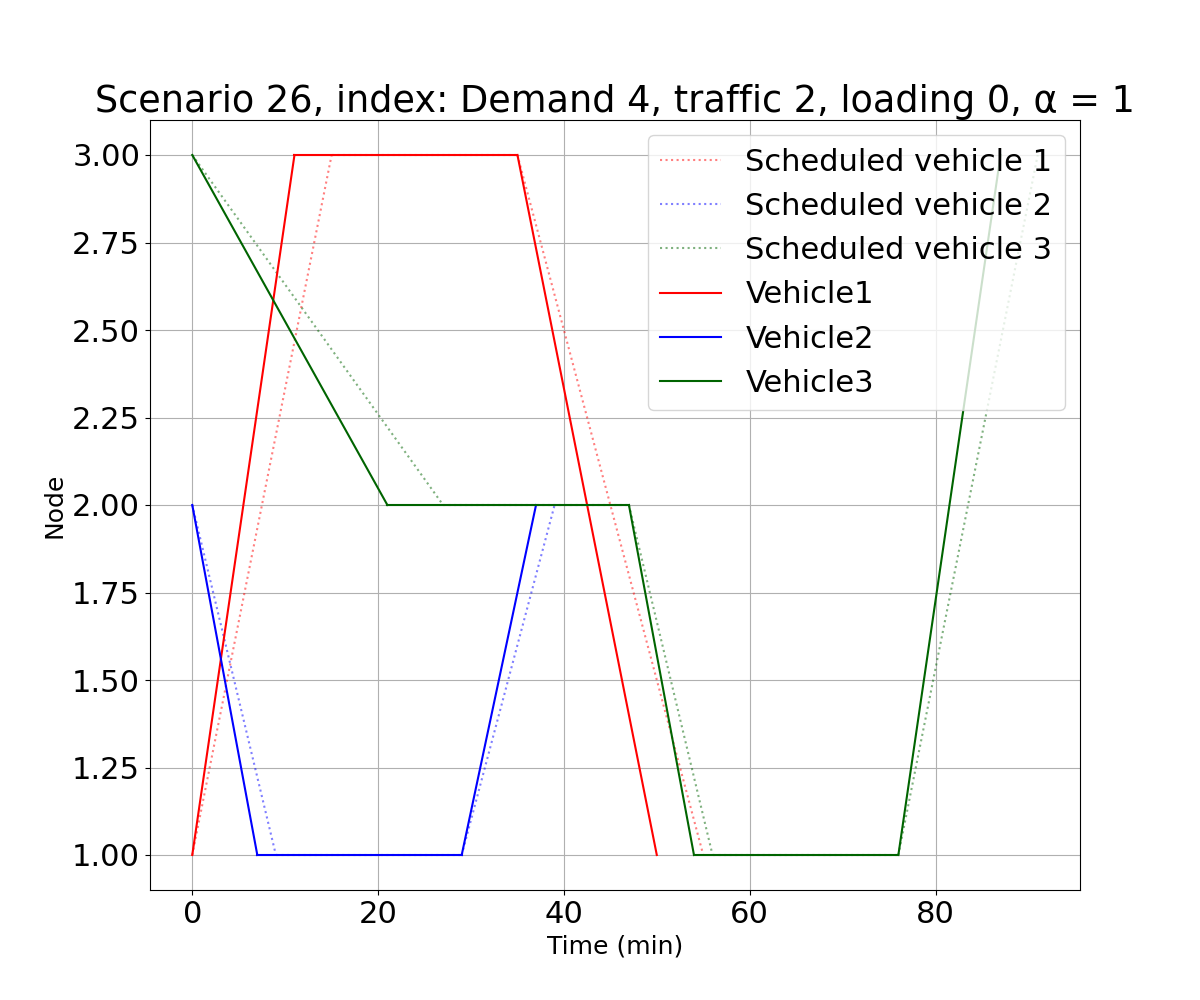 Scenario 26, index: Demand 4, traffic 2, loading 0, α = 1
3.00
2.75
2.50
2.25
2.00
1.75
1.50
1.25
1.00
Node
Scheduled vehicle 1
Scheduled vehicle 2
Scheduled vehicle 3
Vehicle1
Vehicle2
Vehicle3
0 20 40 60 80
Time (min)